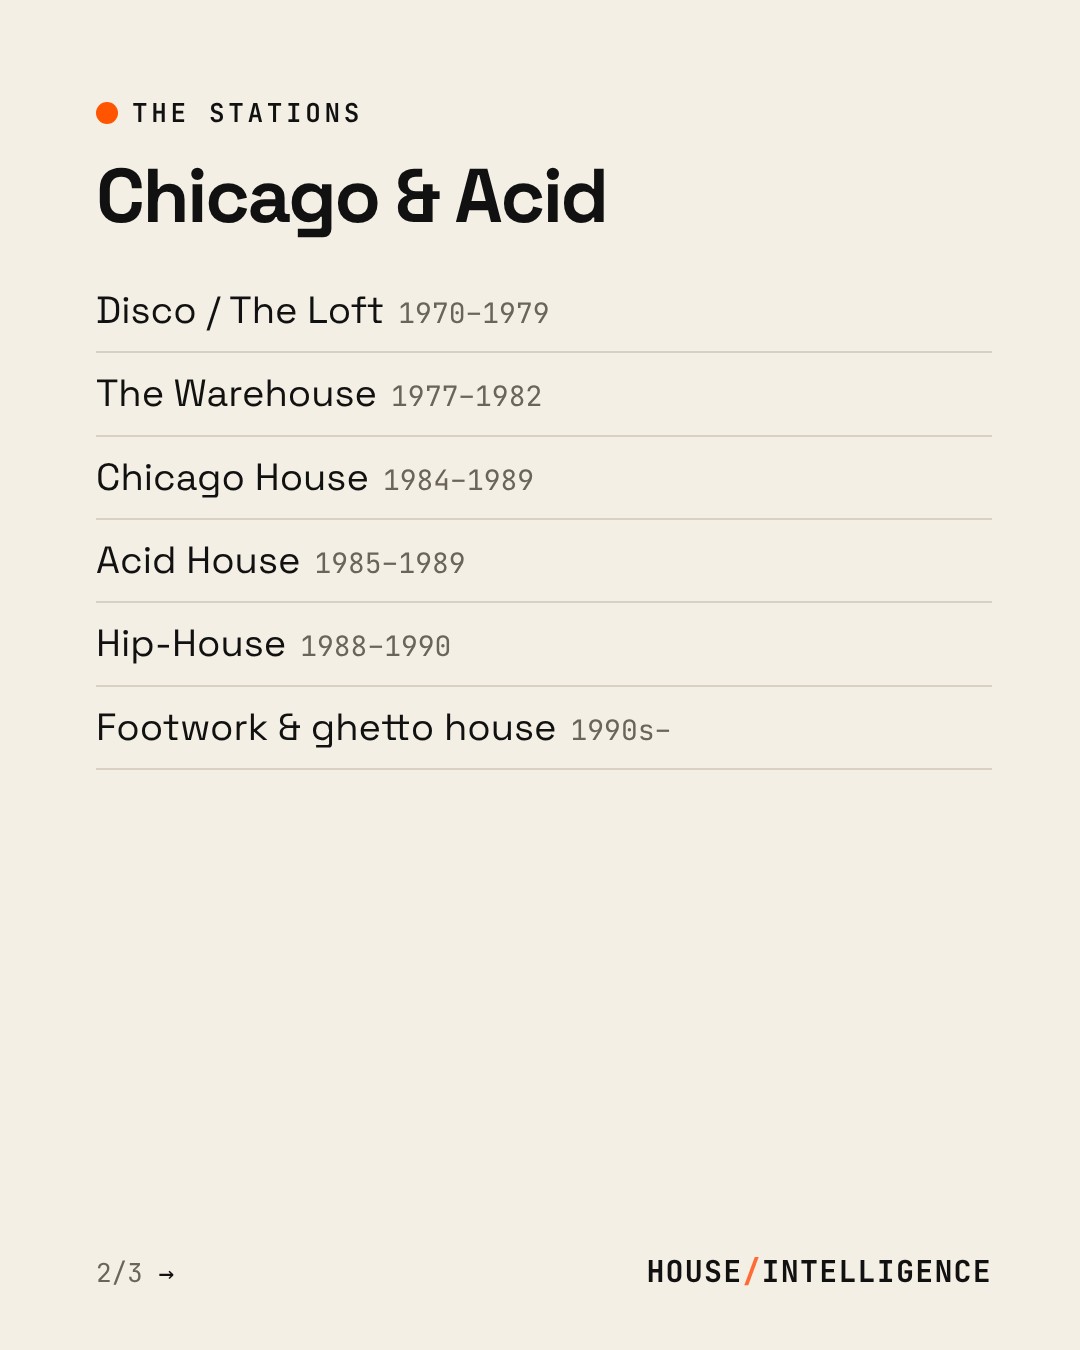 THE STATIONS
Chicago & Acid
Disco / The Loft 1970–1979
The Warehouse 1977–1982
Chicago House 1984–1989
Acid House 1985–1989
Hip-House 1988–1990
Footwork & ghetto house 1990s–
2/3 →
HOUSE/INTELLIGENCE